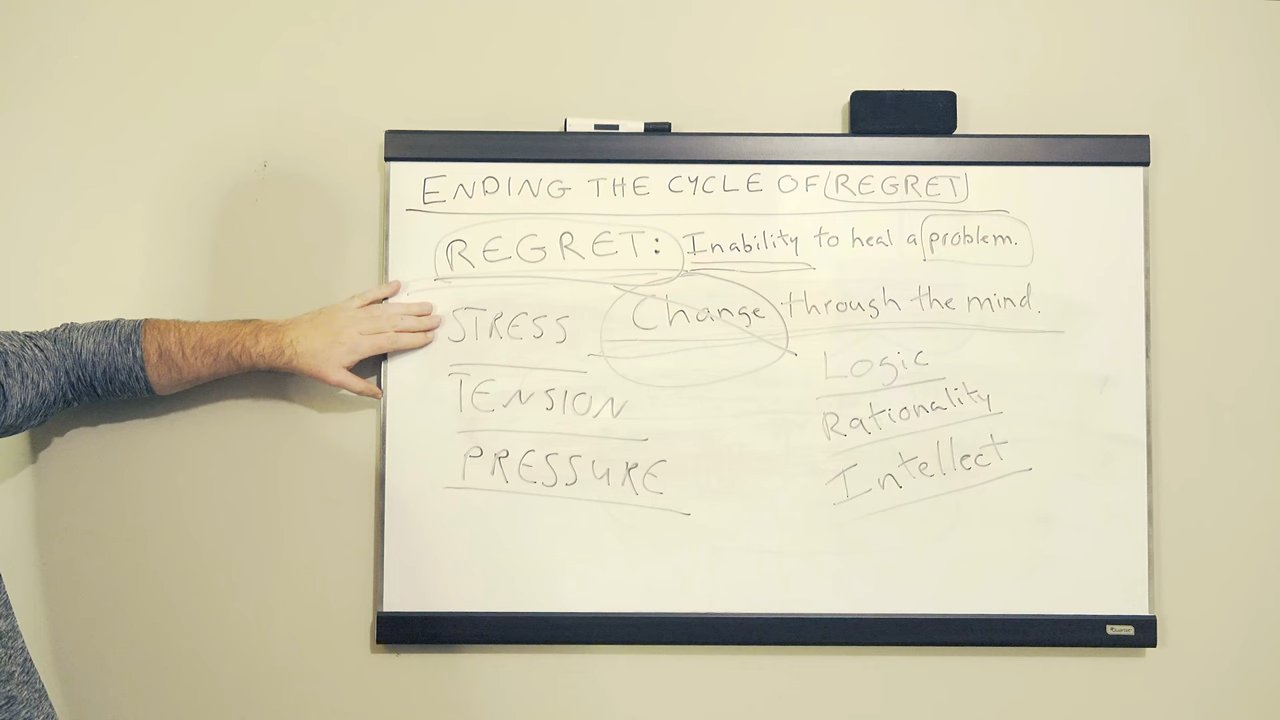 ENDING THE CYCLE OF REGRET
REGRET: Inability to heal a problem.
Change through the mind.
STRESS
TENSION
PRESSURE
Logic
Rationality
Intellect
Quartet